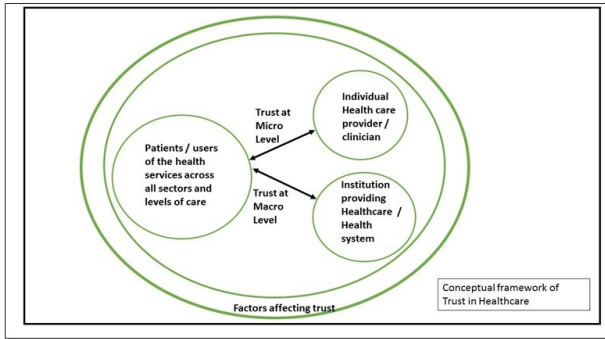 Patients / users
of the health
services across
all sectors and
levels of care
Trust at
Micro
Level
Individual
Health care
provider /
clinician
Trust at
Macro
Level
Institution
providing
Healthcare /
Health
system
Factors affecting trust
Conceptual framework of
Trust in Healthcare